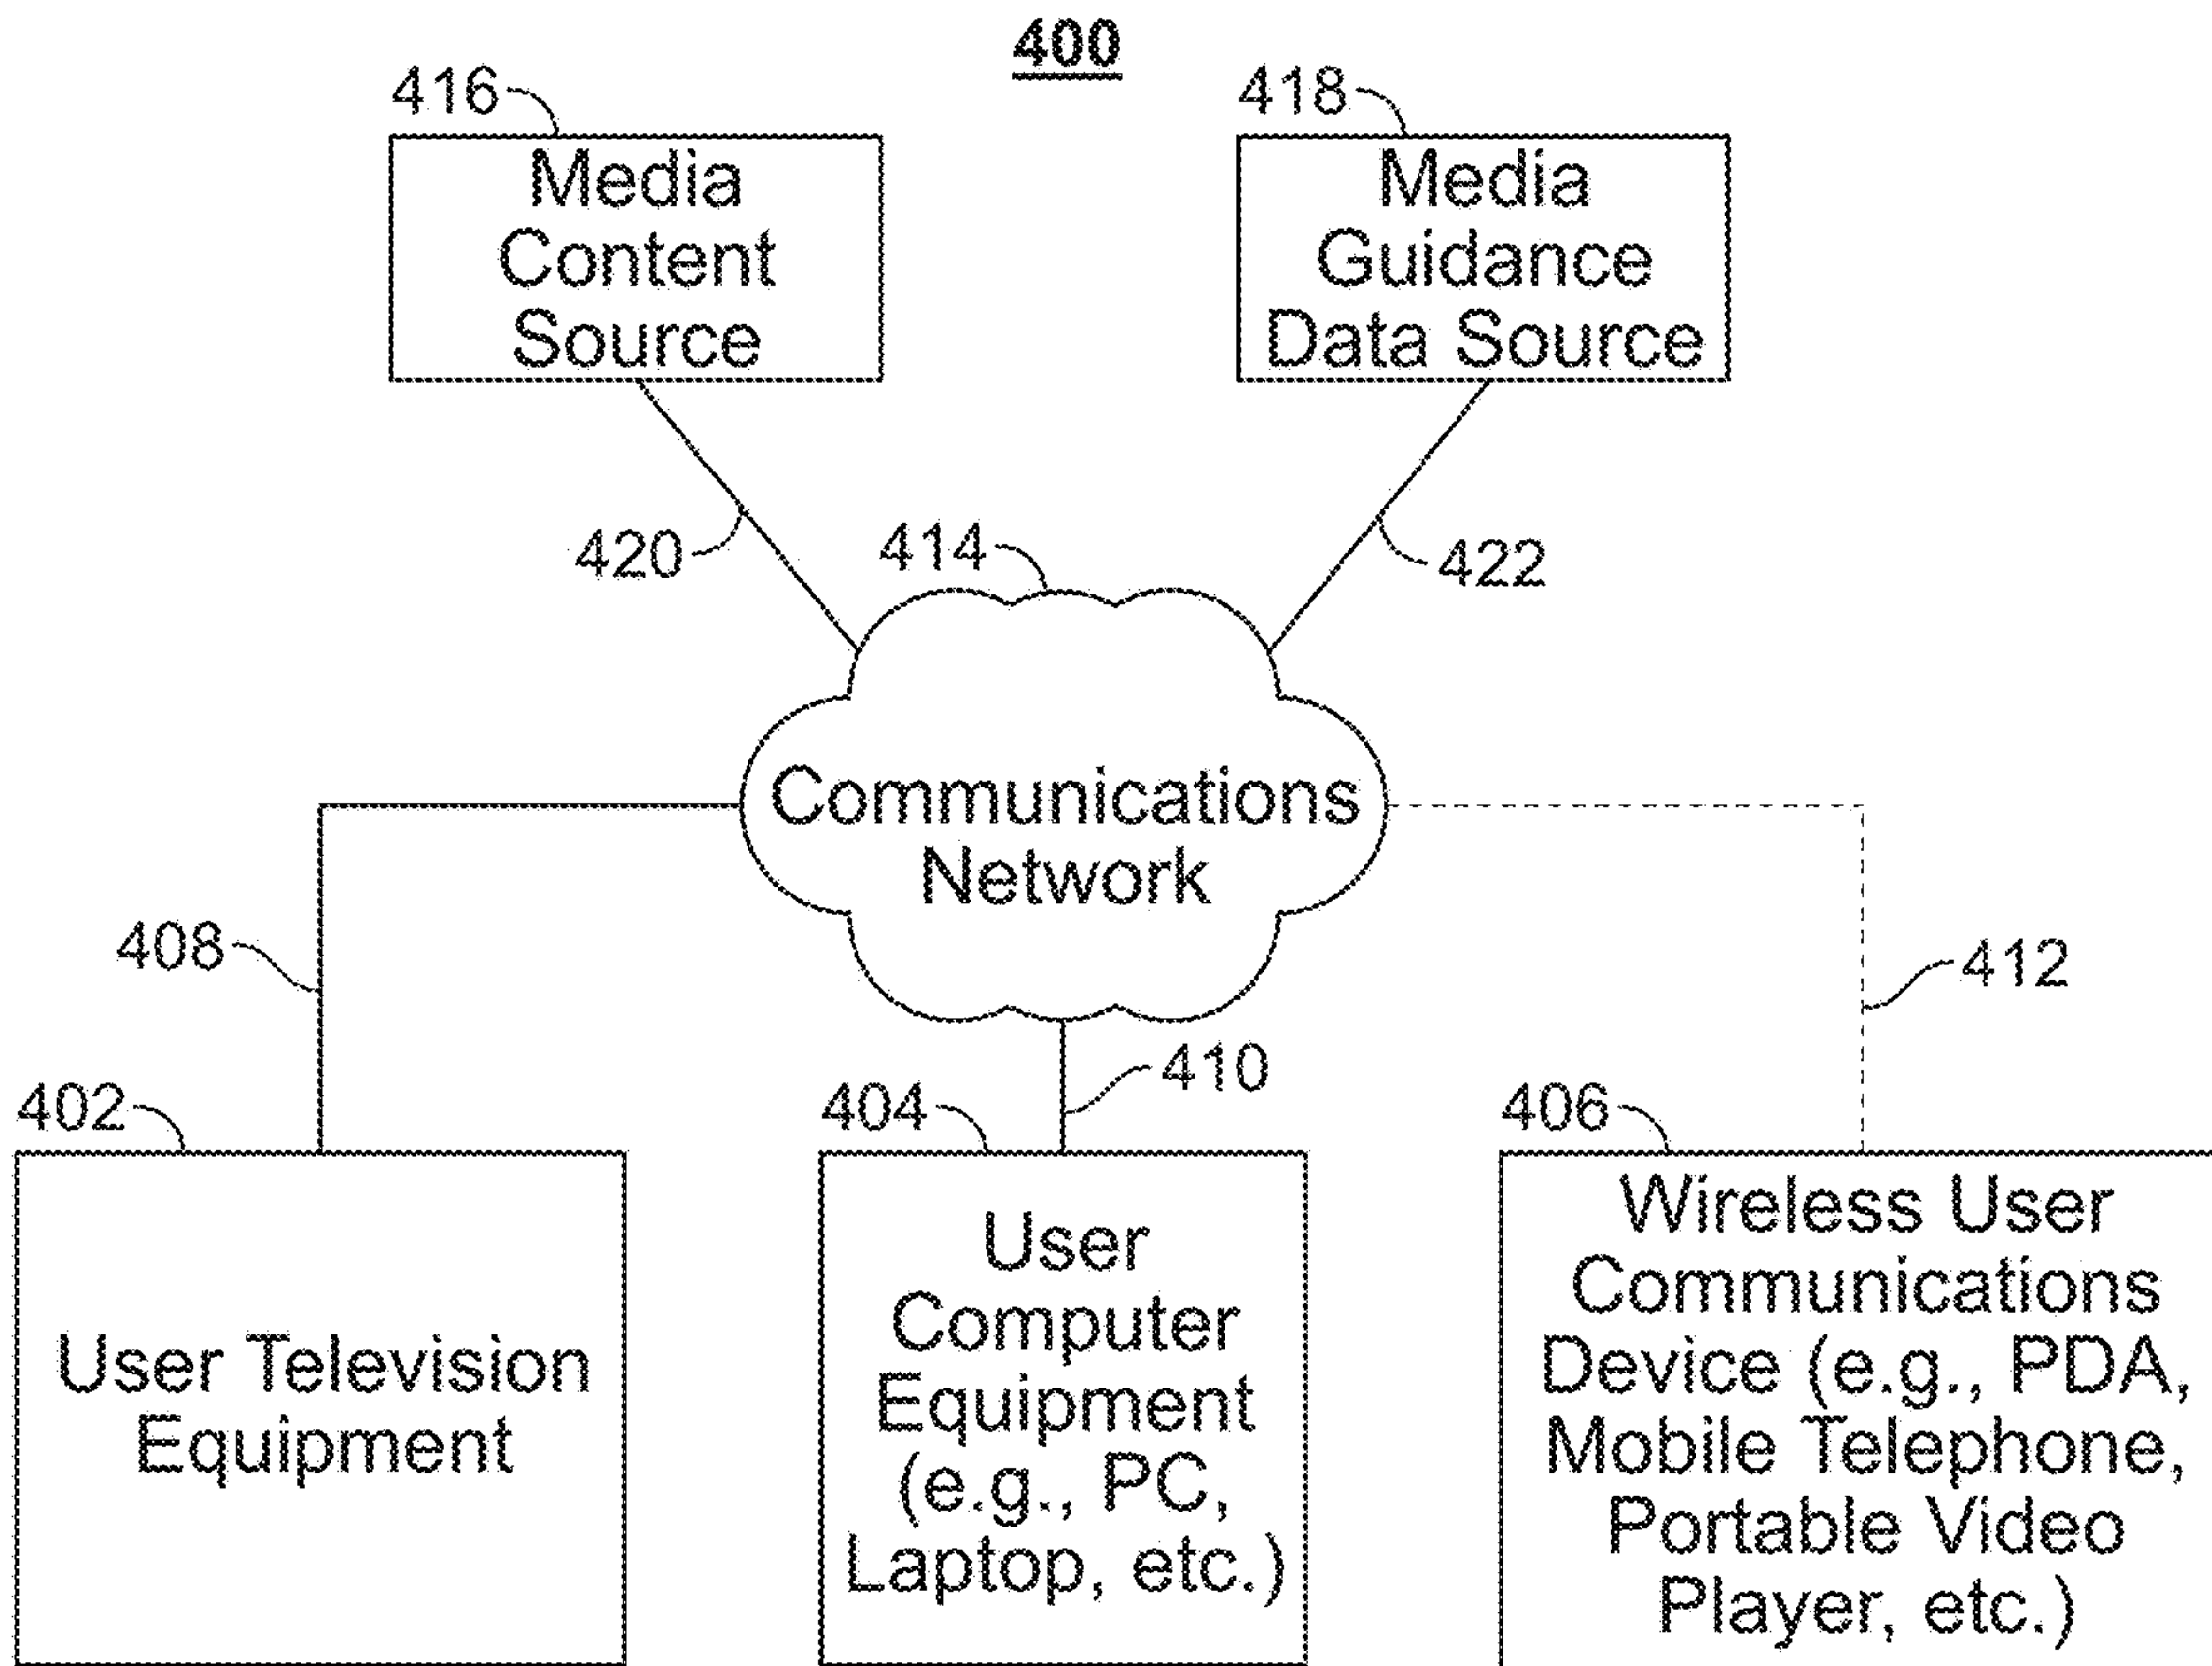 400
416
418
Media
Content
Source
Media
Guidance
Data Source
420
414
422
Communications
Network
408
412
410
402
404
406
User Television
Equipment
User
Computer
Equipment
(e.g., PC,
Laptop, etc.)
Wireless User
Communications
Device (e.g., PDA,
Mobile Telephone,
Portable Video
Player, etc.)